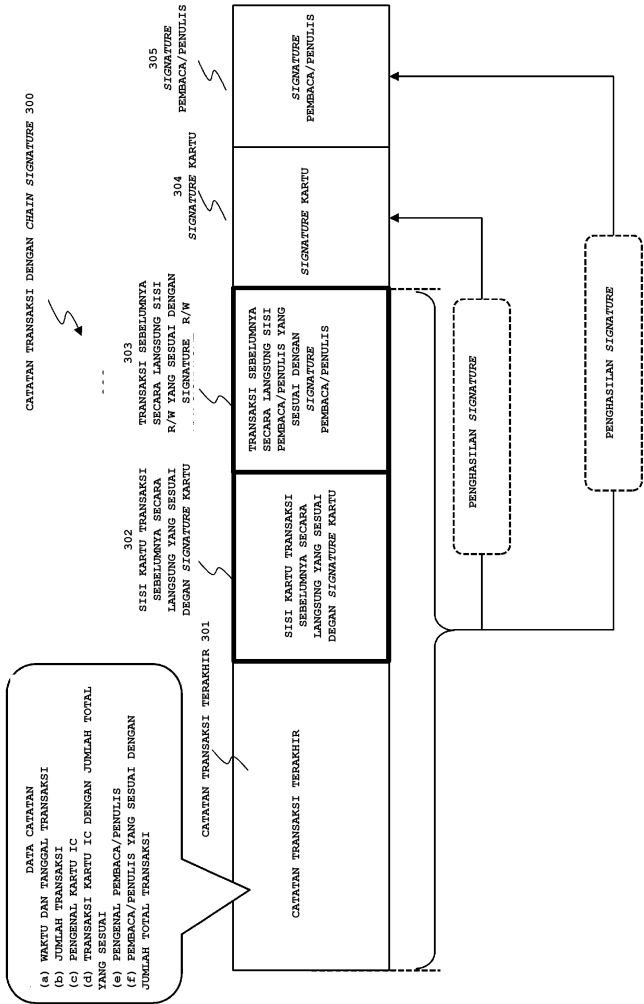 CATATAN TRANSAKSI DENGAN CHAIN SIGNATURE 300
DATA CATATAN
(a) WAKTU DAN TANGGAL TRANSAKSI
(b) JUMLAH TRANSAKSI
(c) PENGENAL KARTU IC
(d) TRANSAKSI KARTU IC DENGAN JUMLAH TOTAL
YANG SESUAI
(e) PENGENAL PEMBACA/PENULIS
(f) PEMBACA/PENULIS YANG SESUAI DENGAN
JUMLAH TOTAL TRANSAKSI
CATATAN TRANSAKSI TERAKHIR 301
302
SISI KARTU TRANSAKSI
SEBELUMNYA SECARA
LANGSUNG YANG SESUAI
DEGAN SIGNATURE KARTU
303
TRANSAKSI SEBELUMNYA
SECARA LANGSUNG SISI
R/W YANG SESUAI DENGAN
SIGNATURE R/W
304
SIGNATURE KARTU
305
SIGNATURE
PEMBACA/PENULIS
CATATAN TRANSAKSI TERAKHIR
SISI KARTU TRANSAKSI
SEBELUMNYA SECARA
LANGSUNG YANG SESUAI
DEGAN SIGNATURE KARTU
TRANSAKSI SEBELUMNYA
SECARA LANGSUNG SISI
PEMBACA/PENULIS YANG
SESUAI DENGAN
SIGNATURE
PEMBACA/PENULIS
SIGNATURE KARTU
SIGNATURE
PEMBACA/PENULIS
PENGHASILAN SIGNATURE
PENGHASILAN SIGNATURE